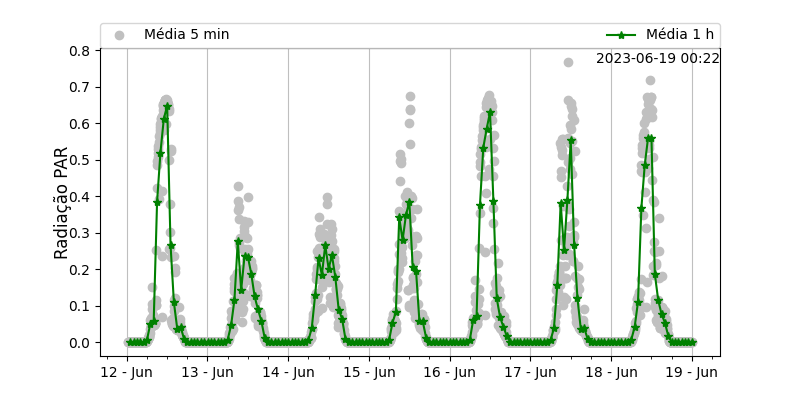 Média 5 min
Média 1 h
2023-06-19 00:22
Radiação PAR
0.8
0.7
0.6
0.5
0.4
0.3
0.2
0.1
0.0
12 - Jun
13 - Jun
14 - Jun
15 - Jun
16 - Jun
17 - Jun
18 - Jun
19 - Jun